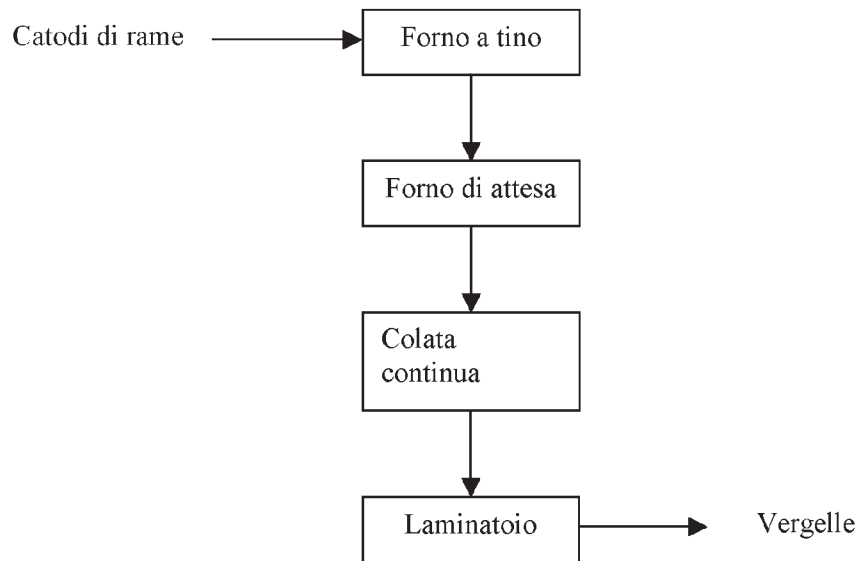 Catodi di rame
Forno a tino
Forno di attesa
Colata
continua
Laminatoio
Vergelle